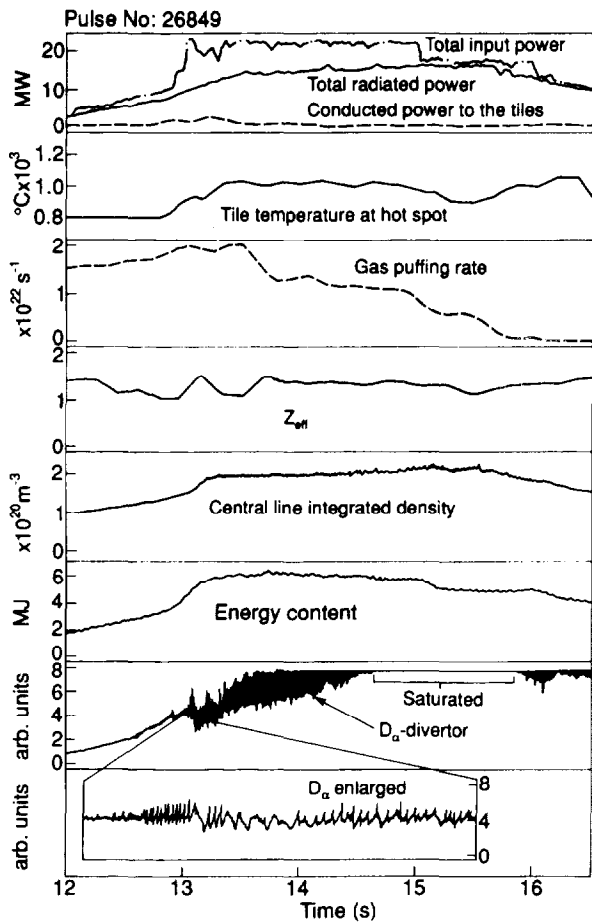 Pulse No: 26849
20
10
0
MW
Total input power
Total radiated power
Conducted power to the tiles
1.2
1.0
0.8
°Cx10³
Tile temperature at hot spot
2
1
0
x10²² s⁻¹
Gas puffing rate
2
1
0
Z_eff
2
1
0
x10²⁰m⁻³
Central line integrated density
6
4
2
0
MJ
Energy content
8
6
4
2
0
arb. units
Saturated
D_α-divertor
arb. units
D_α enlarged
8
4
0
12 13 14 15 16
Time (s)